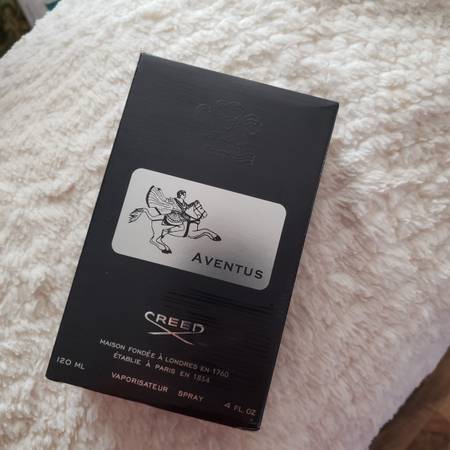 AVENTUS
CREED
MAISON FONDÉE À LONDRES EN 1760
ÉTABLIE À PARIS EN 1854
120 ML
VAPORISATEUR SPRAY
4 FL. OZ